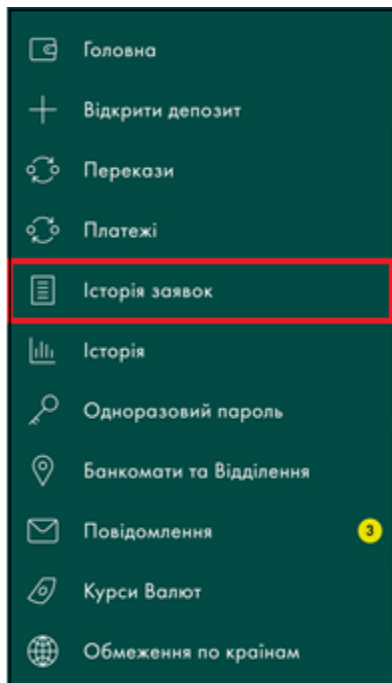 Головна
Відкрити депозит
Перекази
Платежі
Історія заявок
Історія
Одноразовий пароль
Банкомати та Відділення
Повідомлення 3
Курси Валют
Обмеження по країнам